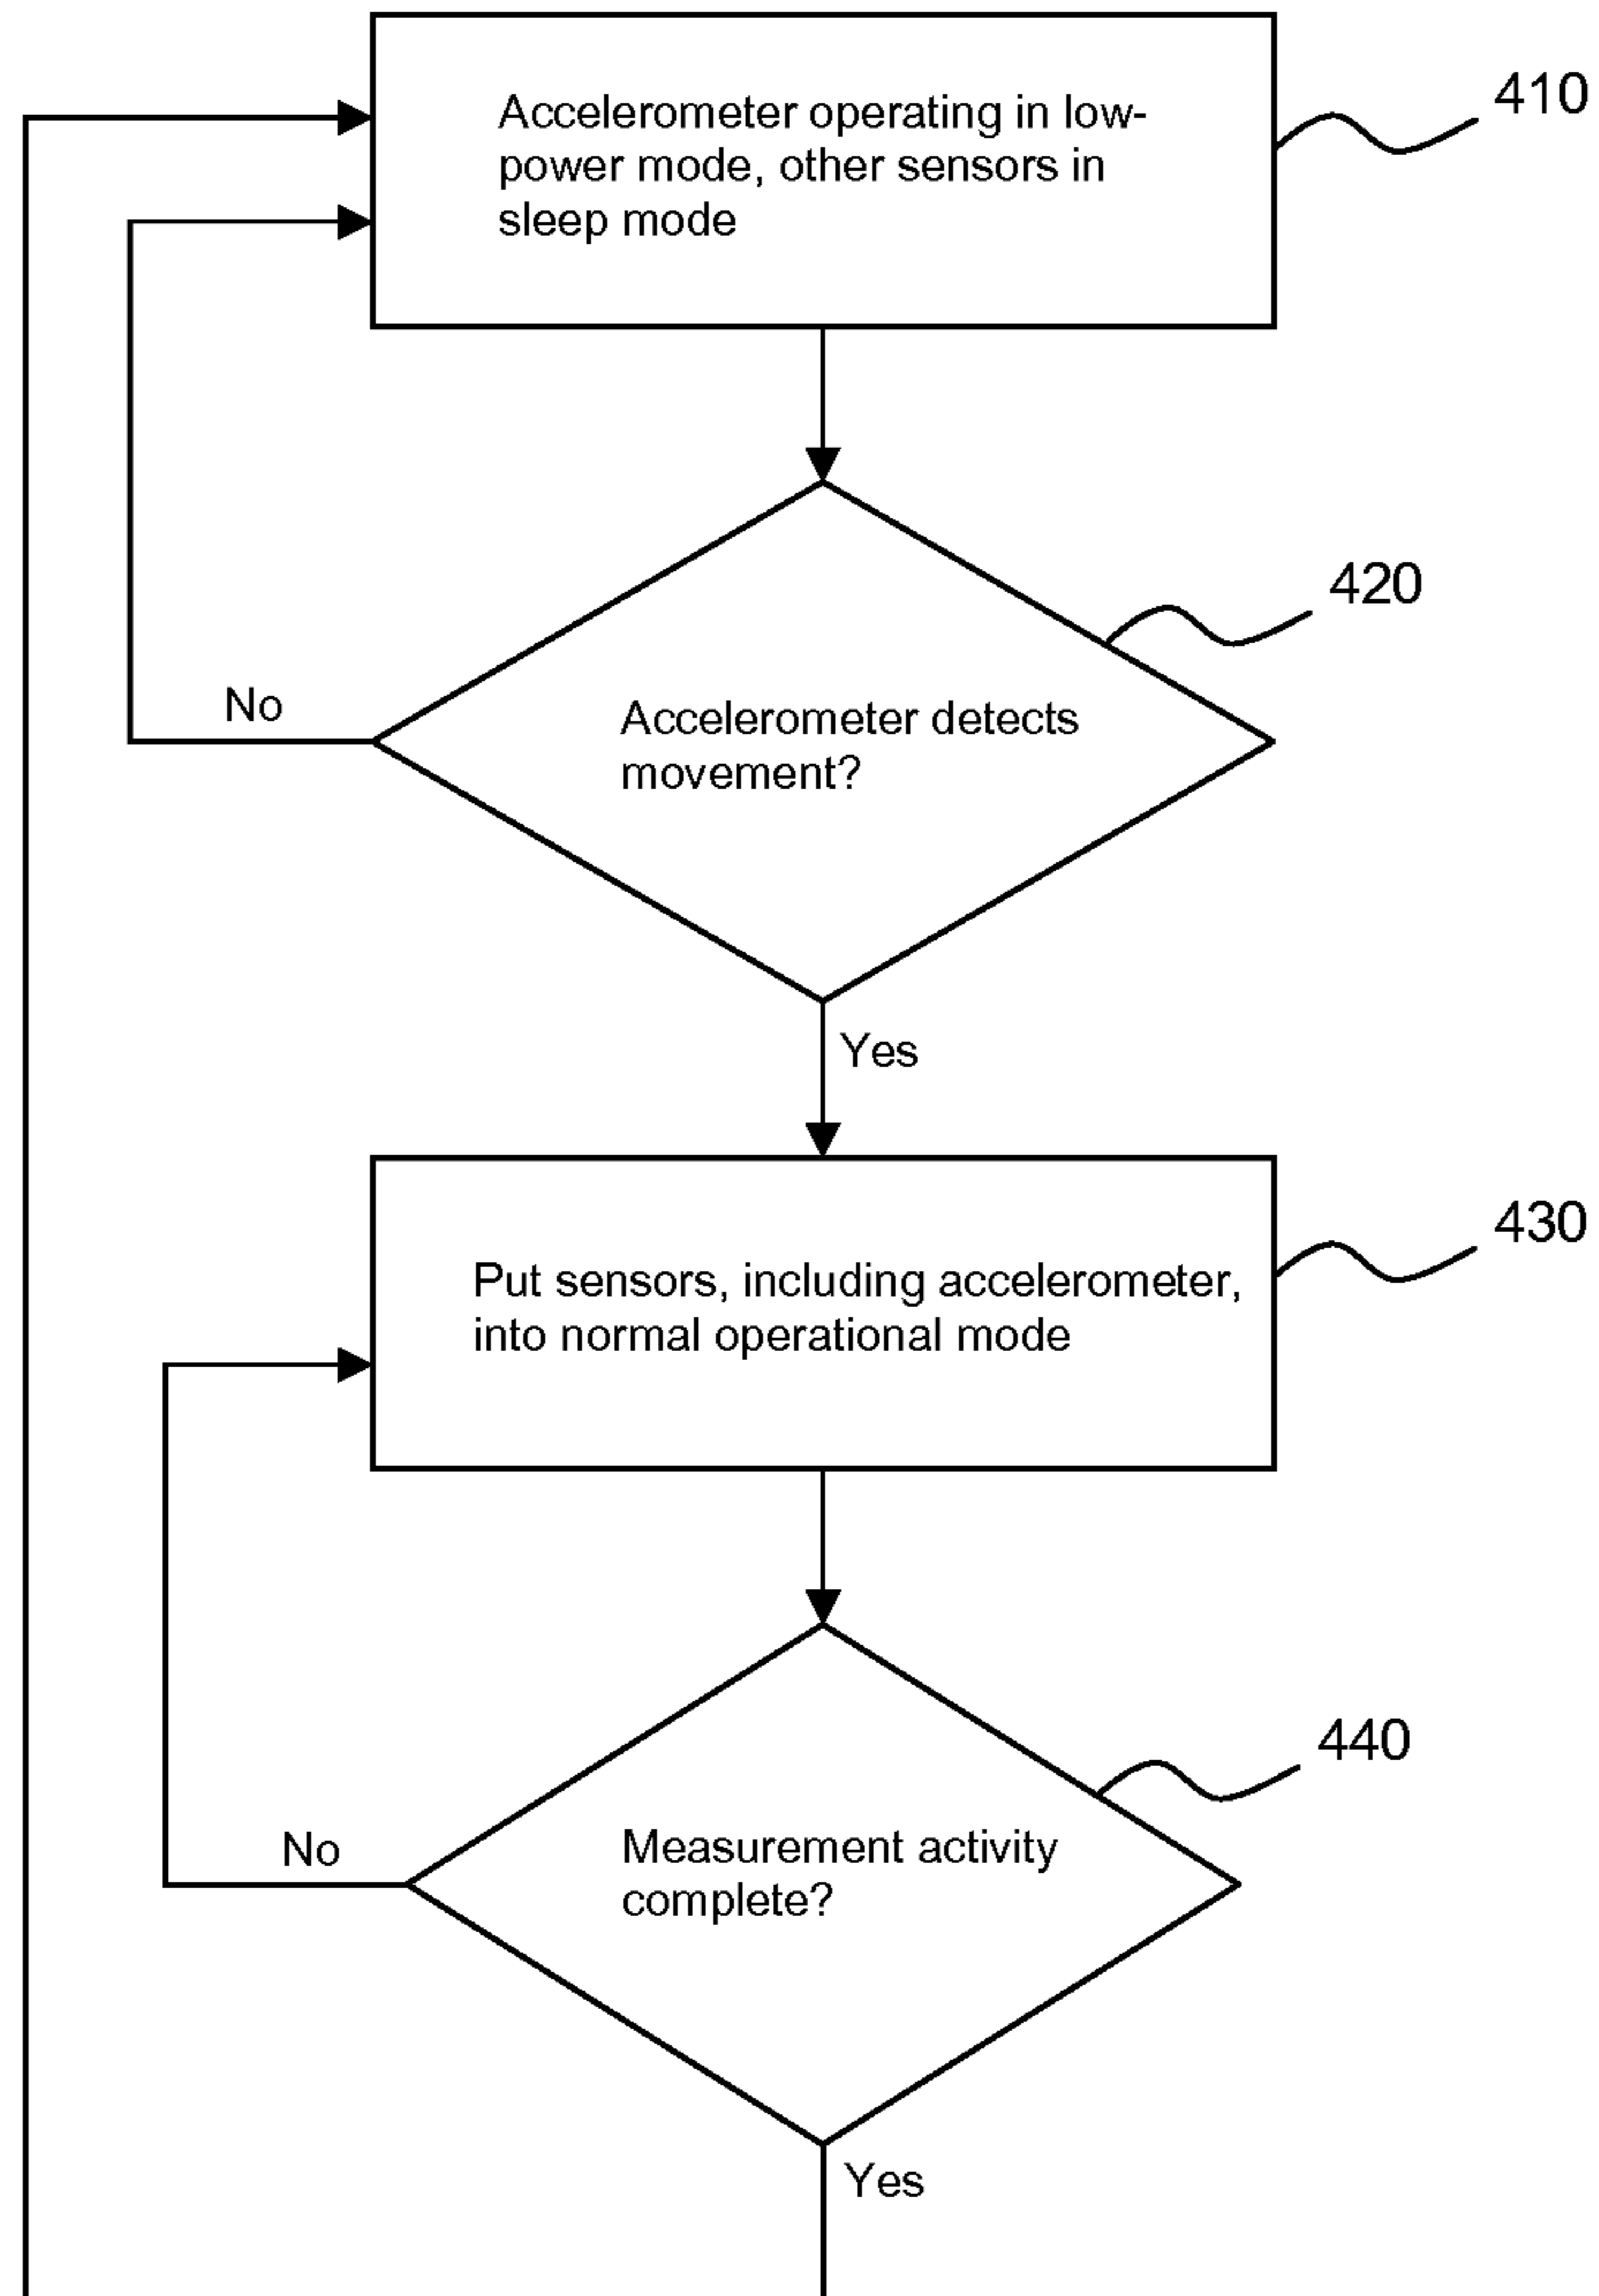 Accelerometer operating in low-
power mode, other sensors in
sleep mode
410
420
No
Accelerometer detects
movement?
Yes
430
Put sensors, including accelerometer,
into normal operational mode
440
No
Measurement activity
complete?
Yes